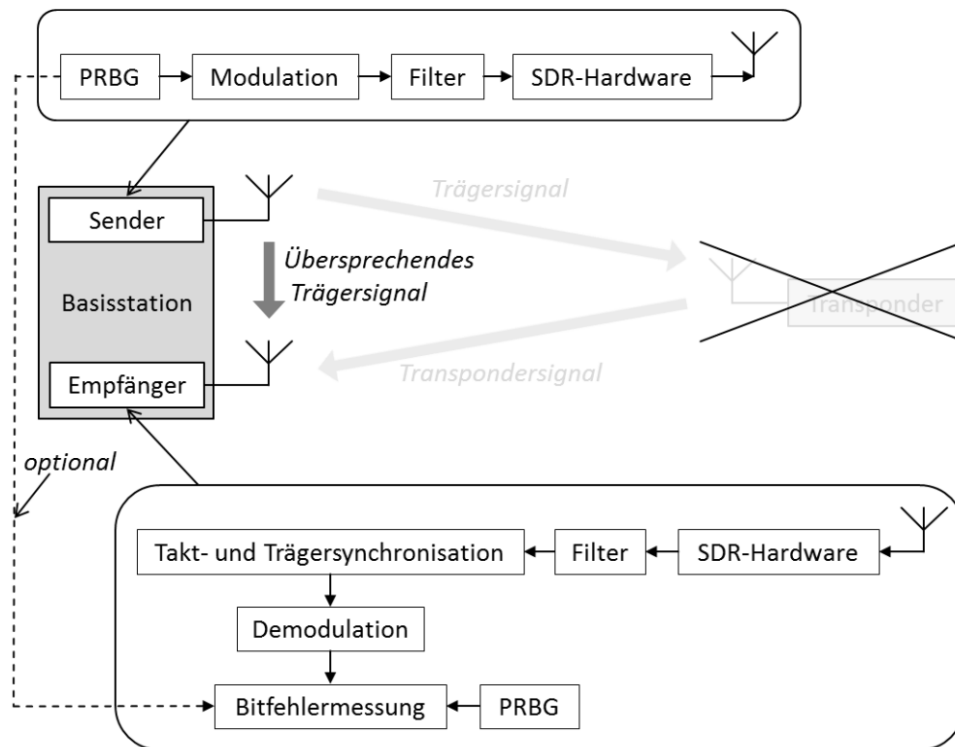 PRBG
Modulation
Filter
SDR-Hardware
Trägersignal
Sender
Übersprechendes
Trägersignal
Basisstation
Transponder
Empfänger
Transpondersignal
optional
Takt- und Trägersynchronisation
Filter
SDR-Hardware
Demodulation
Bitfehlermessung
PRBG